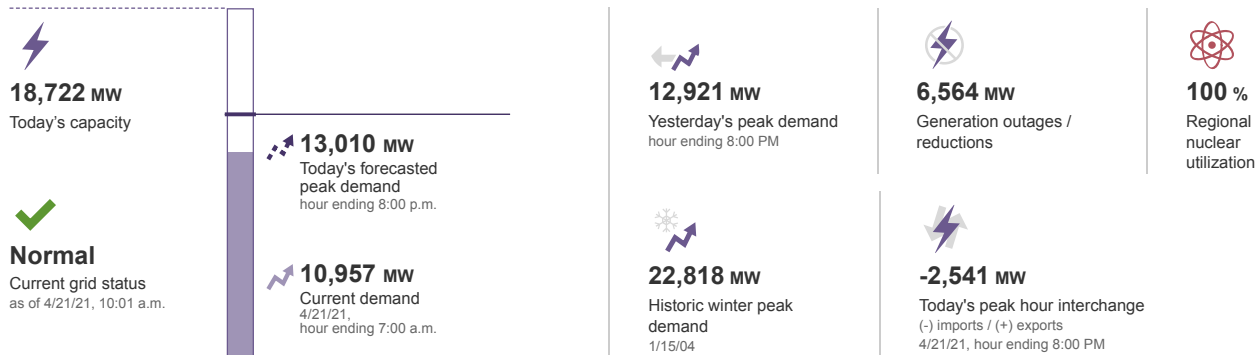 18,722 MW
Today's capacity
Normal
Current grid status
as of 4/21/21, 10:01 a.m.
13,010 MW
Today's forecasted
peak demand
hour ending 8:00 p.m.
10,957 MW
Current demand
4/21/21,
hour ending 7:00 a.m.
12,921 MW
Yesterday's peak demand
hour ending 8:00 PM
6,564 MW
Generation outages /
reductions
100 %
Regional
nuclear
utilization
22,818 MW
Historic winter peak
demand
1/15/04
-2,541 MW
Today's peak hour interchange
(-) imports / (+) exports
4/21/21, hour ending 8:00 PM